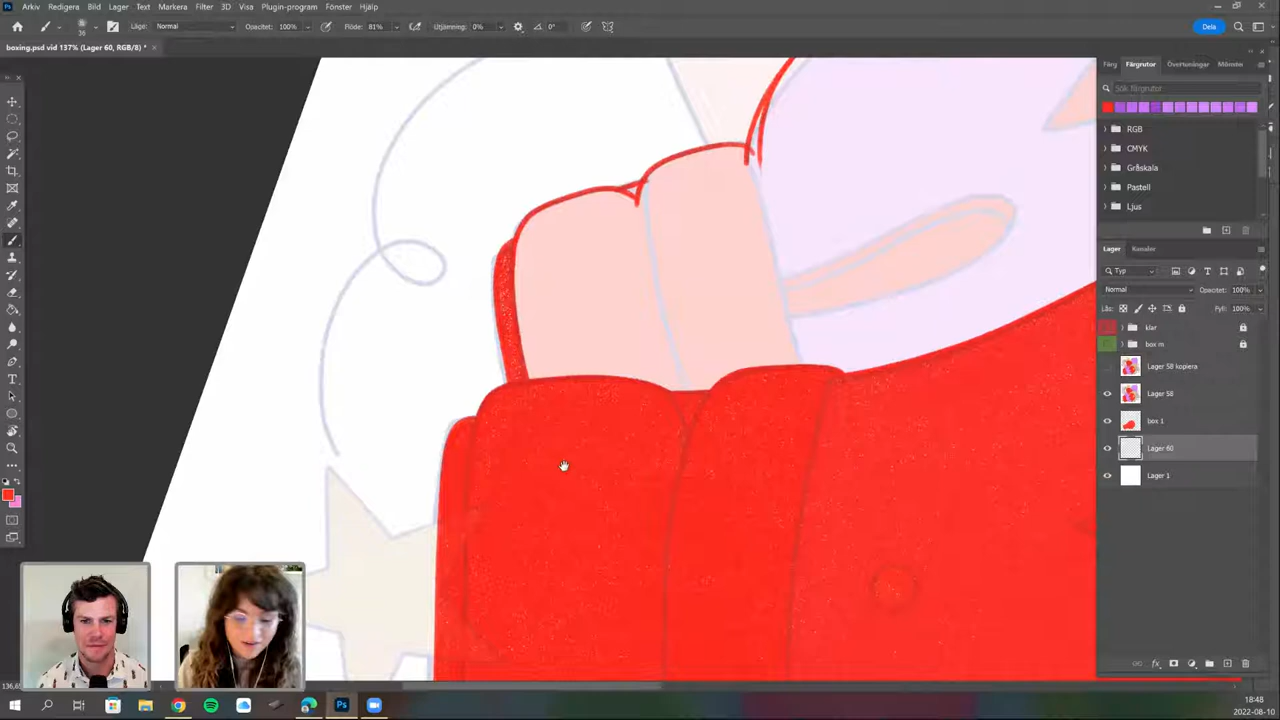 Arkiv Redigera Bild Lager Text Markera Filter 3D Visa Plugin-program Fönster Hjälp
36 Läge: Normal Opacitet: 100% Flöde: 81% Utjämning: 0% 0° Dela
boxing.psd vid 137% (Lager 60, RGB/8) *
Färg Färgrutor Övertoningar Mönster
Sök färgrutor
RGB
CMYK
Gråskala
Pastell
Ljus
Lager Kanaler
Typ
Normal Opacitet: 100%
Lås: Fyll: 100%
klar
box m
Lager 58 kopiera
Lager 58
box 1
Lager 60
Lager 1
18:48
2022-08-10